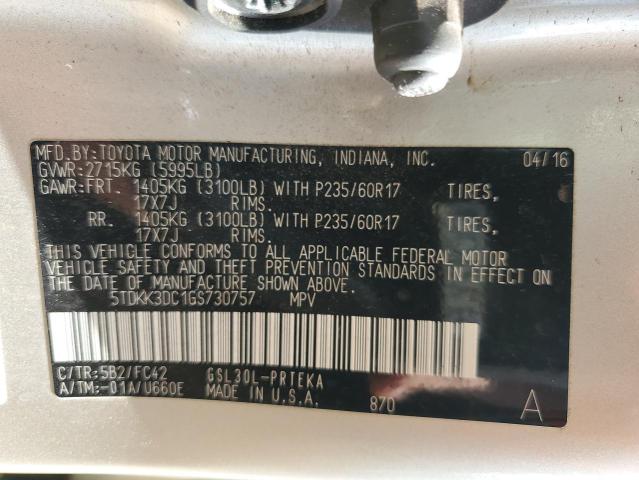 MFD.BY:TOYOTA MOTOR MANUFACTURING, INDIANA, INC. 04/16
GVWR:2715KG (5995LB)
GAWR:FRT. 1405KG (3100LB) WITH P235/60R17 TIRES,
17X7J RIMS.
RR. 1405KG (3100LB) WITH P235/60R17 TIRES,
17X7J RIMS.
THIS VEHICLE CONFORMS TO ALL APPLICABLE FEDERAL MOTOR
VEHICLE SAFETY AND THEFT PREVENTION STANDARDS IN EFFECT ON
THE DATE OF MANUFACTURE SHOWN ABOVE.
5TDKK3DC1GS730757 MPV
C/TR:5B2/FC42 GSL30L-PRTEKA
A/TM:-01A/U660E MADE IN U.S.A. 870 A